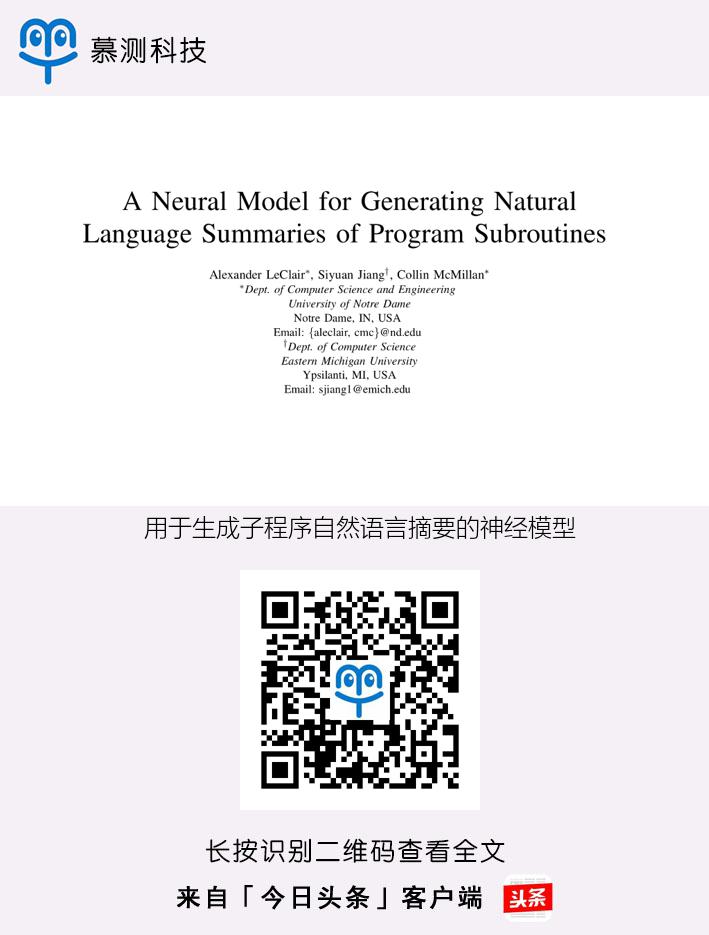 慕测科技
A Neural Model for Generating Natural
Language Summaries of Program Subroutines
Alexander LeClair*, Siyuan Jiang†, Collin McMillan*
*Dept. of Computer Science and Engineering
University of Notre Dame
Notre Dame, IN, USA
Email: {aleclair, cmc}@nd.edu
†Dept. of Computer Science
Eastern Michigan University
Ypsilanti, MI, USA
Email: sjiang1@emich.edu
用于生成子程序自然语言摘要的神经模型
长按识别二维码查看全文
来自「今日头条」客户端
头条